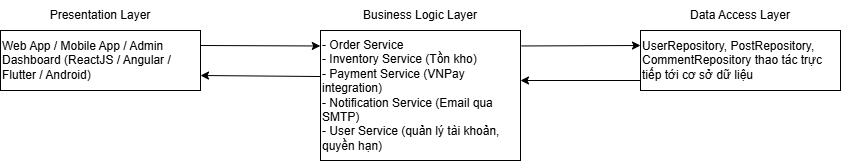 Presentation Layer
Business Logic Layer
Data Access Layer
Web App / Mobile App / Admin
Dashboard (ReactJS / Angular /
Flutter / Android)
- Order Service
- Inventory Service (Tồn kho)
- Payment Service (VNPay
integration)
- Notification Service (Email qua
SMTP)
- User Service (quản lý tài khoản,
quyền hạn)
UserRepository, PostRepository,
CommentRepository thao tác trực
tiếp tới cơ sở dữ liệu